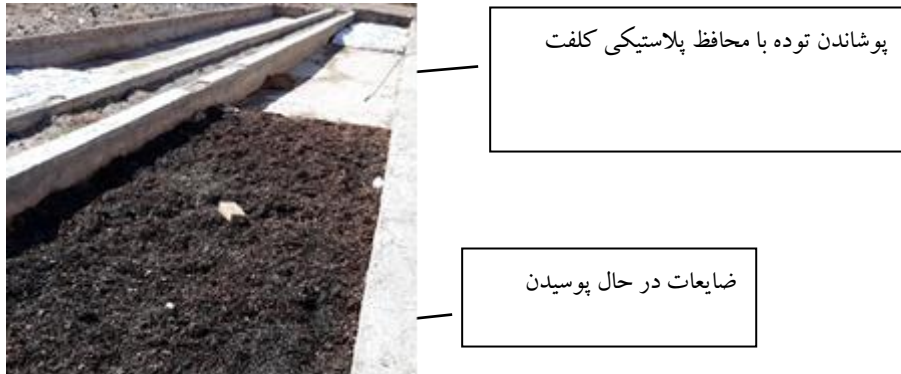 پوشاندن توده با محافظ پلاستیکی کلفت
ضایعات در حال پوسیدن